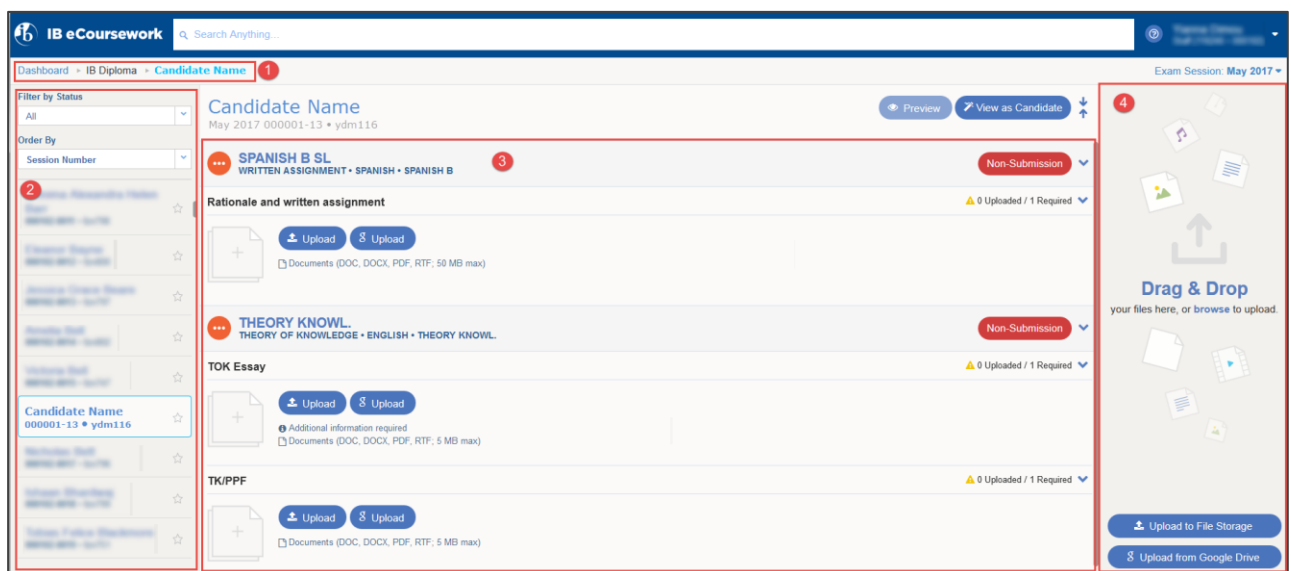 IB eCoursework
Search Anything...
Dashboard ▸ IB Diploma ▸ Candidate Name
1
Exam Session: May 2017
Filter by Status
All
Order By
Session Number
2
Candidate Name
000001-13 • ydm116
Candidate Name
May 2017 000001-13 • ydm116
Preview
View as Candidate
SPANISH B SL
3
WRITTEN ASSIGNMENT • SPANISH • SPANISH B
Non-Submission
Rationale and written assignment
0 Uploaded / 1 Required
Upload
Upload
Documents (DOC, DOCX, PDF, RTF; 50 MB max)
THEORY KNOWL.
THEORY OF KNOWLEDGE • ENGLISH • THEORY KNOWL.
Non-Submission
TOK Essay
0 Uploaded / 1 Required
Upload
Upload
Additional information required
Documents (DOC, DOCX, PDF, RTF; 5 MB max)
TK/PPF
0 Uploaded / 1 Required
Upload
Upload
Documents (DOC, DOCX, PDF, RTF; 5 MB max)
4
Drag & Drop
your files here, or browse to upload.
Upload to File Storage
Upload from Google Drive